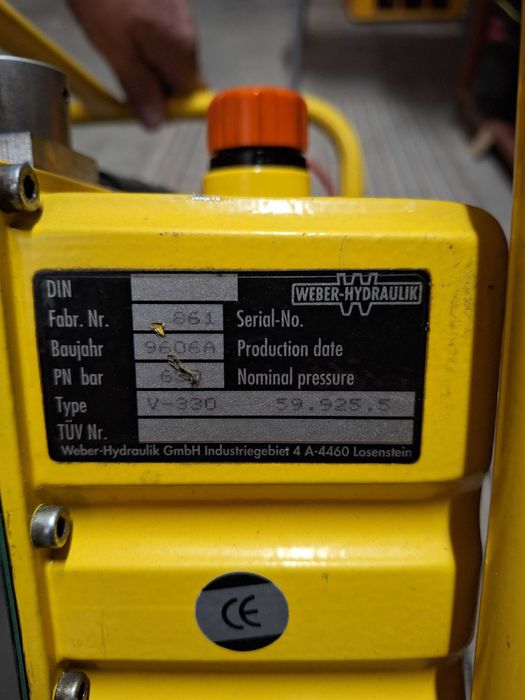 DIN
WEBER-HYDRAULIK
Fabr. Nr. 861 Serial-No.
Baujahr 9606A Production date
PN bar Nominal pressure
Type V-330 59.925.5
TÜV Nr.
Weber-Hydraulik GmbH Industriegebiet 4 A-4460 Losenstein
CE